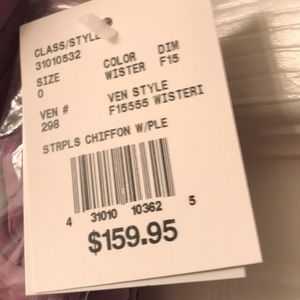 CLASS/STYLE COLOR DIM
31010532 WISTER F15
SIZE
0
VEN # VEN STYLE
298 F15555 WISTERI
STRPLS CHIFFON W/PLE
4 31010 10362 5
$159.95